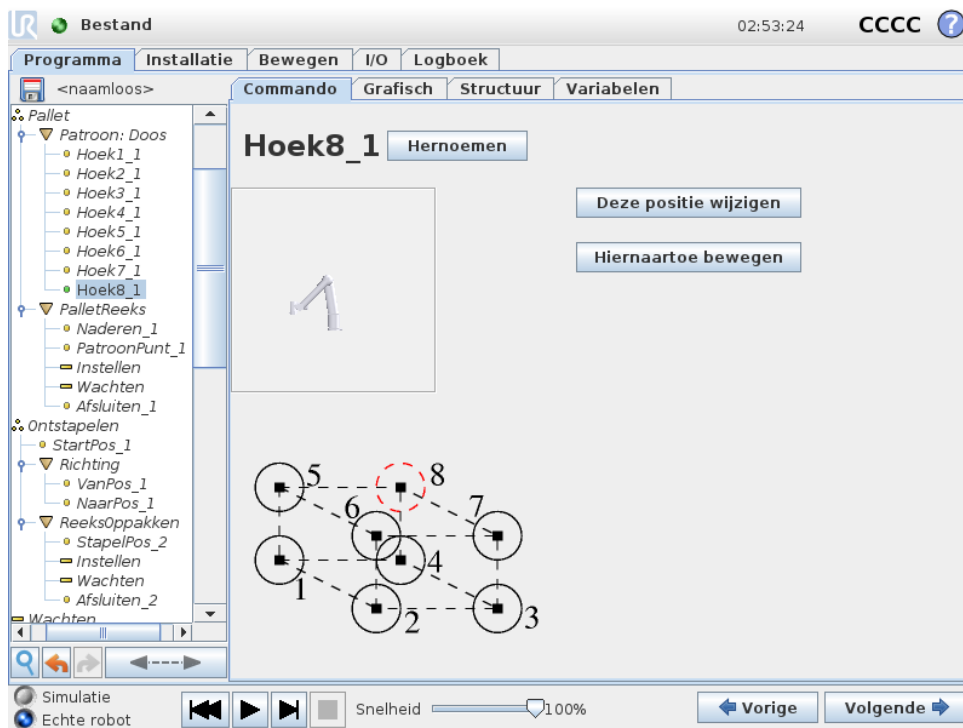 UR Bestand 02:53:24 CCCC ?
Programma Installatie Bewegen I/O Logboek
<naamloos> Commando Grafisch Structuur Variabelen
Pallet
Patroon: Doos
Hoek1_1
Hoek2_1
Hoek3_1
Hoek4_1
Hoek5_1
Hoek6_1
Hoek7_1
Hoek8_1
PalletReeks
Naderen_1
PatroonPunt_1
Instellen
Wachten
Afsluiten_1
Ontstapelen
StartPos_1
Richting
VanPos_1
NaarPos_1
ReeksOppakken
StapelPos_2
Instellen
Wachten
Afsluiten_2
Wachten
Hoek8_1 Hernoemen
Deze positie wijzigen
Hiernaartoe bewegen
5 8
6 7
1 4
2 3
Simulatie
Echte robot
Snelheid 100% Vorige Volgende